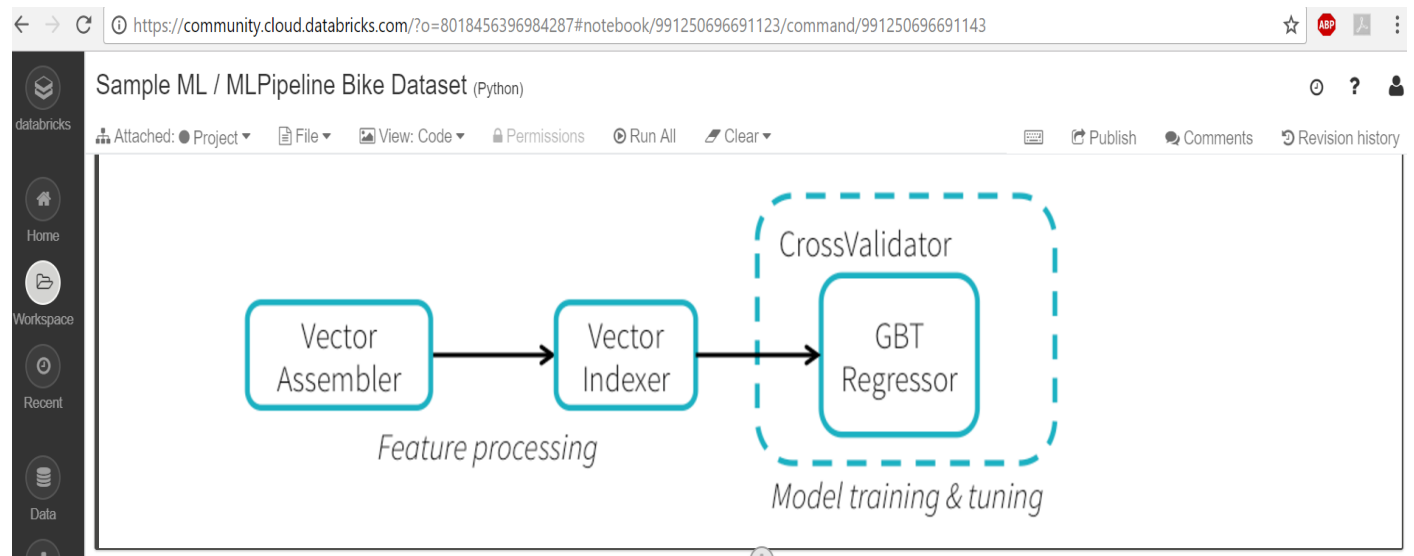 https://community.cloud.databricks.com/?o=8018456396984287#notebook/991250696691123/command/991250696691143
ABP
Sample ML / MLPipeline Bike Dataset (Python)
?
databricks
Attached: Project File View: Code Permissions Run All Clear Publish Comments Revision history
Home
Workspace
Recent
Data
CrossValidator
Vector
Assembler
Vector
Indexer
GBT
Regressor
Feature processing
Model training & tuning